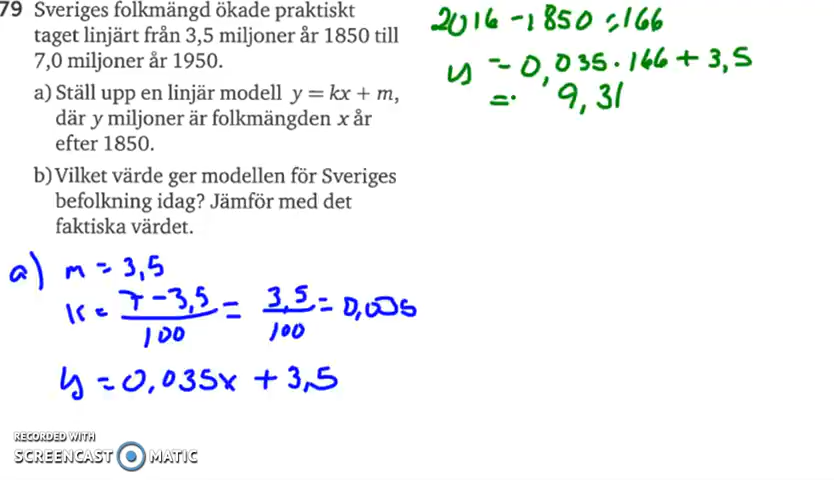 79 Sveriges folkmängd ökade praktiskt
taget linjärt från 3,5 miljoner år 1850 till
7,0 miljoner år 1950.
a) Ställ upp en linjär modell y = kx + m,
där y miljoner är folkmängden x år
efter 1850.
b) Vilket värde ger modellen för Sveriges
befolkning idag? Jämför med det
faktiska värdet.
2016 - 1850 = 166
y = 0,035 · 166 + 3,5
= 9,31
a) m = 3,5
k = 7 - 3,5 / 100 = 3,5 / 100 = 0,035
y = 0,035x + 3,5
RECORDED WITH
SCREENCAST MATIC